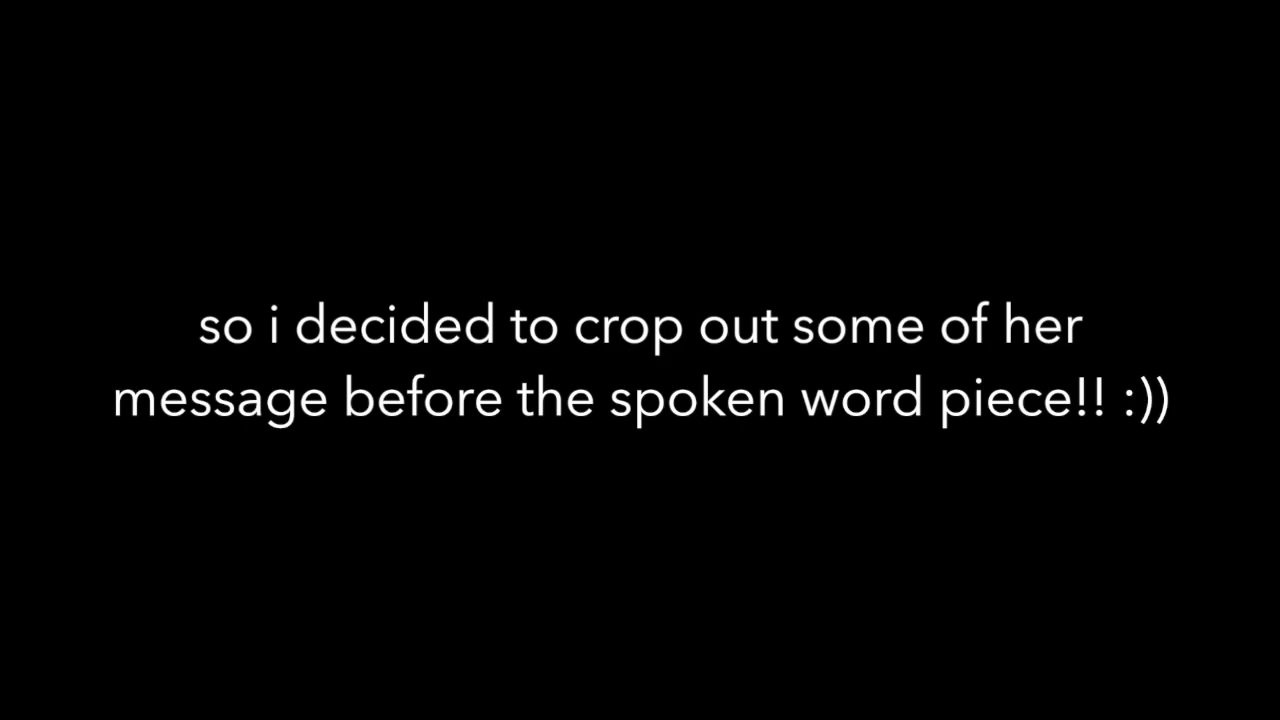 so i decided to crop out some of her
message before the spoken word piece!! :))